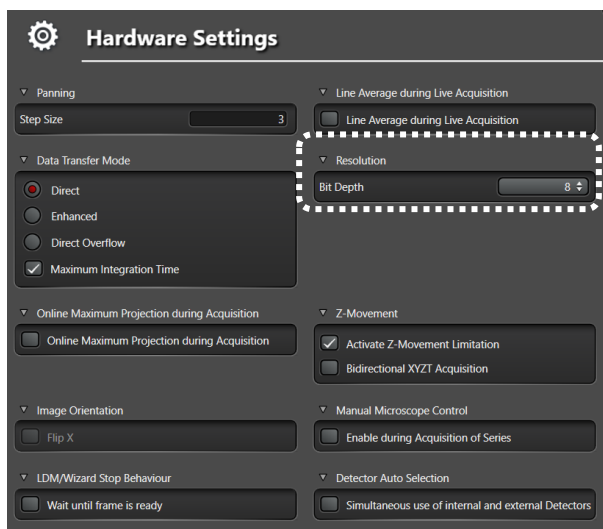 Hardware Settings
Panning
Step Size 3
Line Average during Live Acquisition
Line Average during Live Acquisition
Data Transfer Mode
Direct
Enhanced
Direct Overflow
Maximum Integration Time
Resolution
Bit Depth 8
Online Maximum Projection during Acquisition
Online Maximum Projection during Acquisition
Z-Movement
Activate Z-Movement Limitation
Bidirectional XYZT Acquisition
Image Orientation
Flip X
Manual Microscope Control
Enable during Acquisition of Series
LDM/Wizard Stop Behaviour
Wait until frame is ready
Detector Auto Selection
Simultaneous use of internal and external Detectors